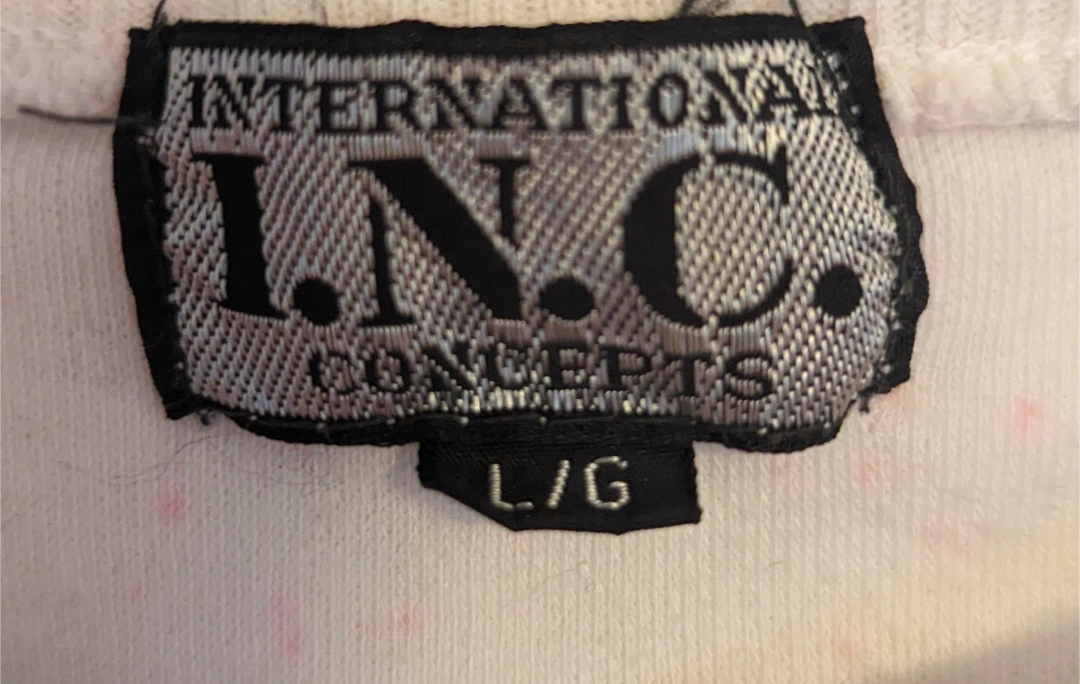 INTERNATIONAL
I.N.C.
CONCEPTS
L/G